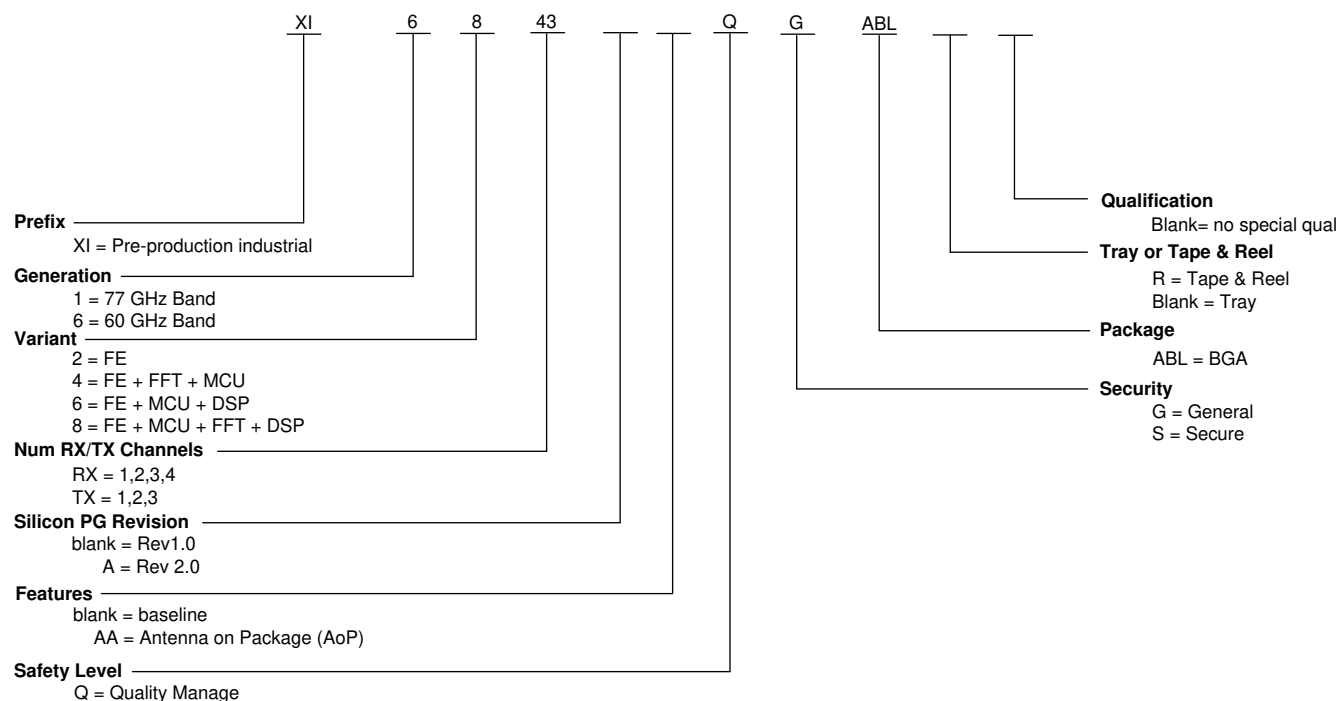 XI 6 8 43 Q G ABL
Prefix
XI = Pre-production industrial
Generation
1 = 77 GHz Band
6 = 60 GHz Band
Variant
2 = FE
4 = FE + FFT + MCU
6 = FE + MCU + DSP
8 = FE + MCU + FFT + DSP
Num RX/TX Channels
RX = 1,2,3,4
TX = 1,2,3
Silicon PG Revision
blank = Rev1.0
A = Rev 2.0
Features
blank = baseline
AA = Antenna on Package (AoP)
Safety Level
Q = Quality Manage
Qualification
Blank= no special qual
Tray or Tape & Reel
R = Tape & Reel
Blank = Tray
Package
ABL = BGA
Security
G = General
S = Secure